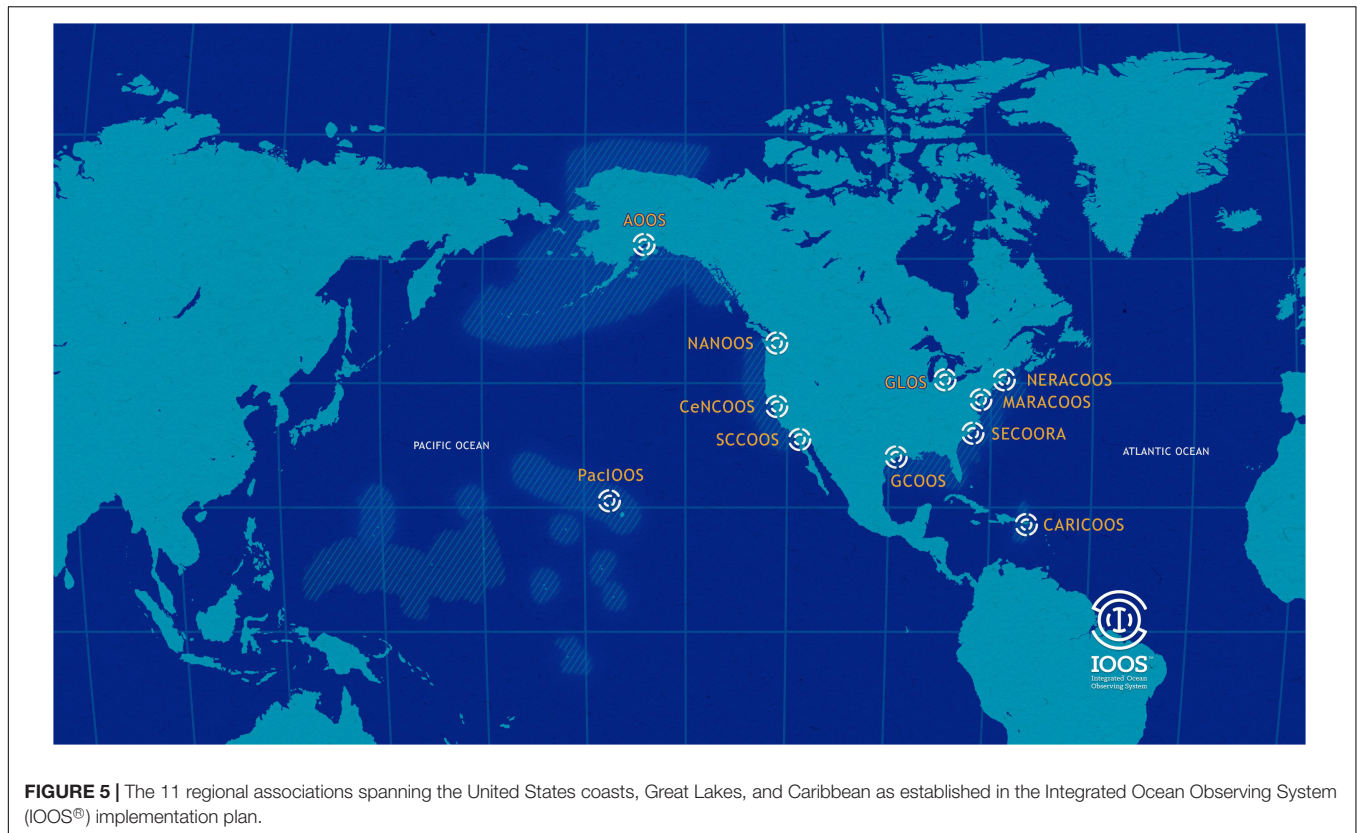 AOOS
NANOOS
GLOS
NERACOOS
CeNCOOS
MARACOOS
SCCOOS
SECOORA
PACIFIC OCEAN
ATLANTIC OCEAN
PacIOOS
GCOOS
CARICOOS
IOOS™
Integrated Ocean
Observing System
FIGURE 5 | The 11 regional associations spanning the United States coasts, Great Lakes, and Caribbean as established in the Integrated Ocean Observing System
(IOOS®) implementation plan.